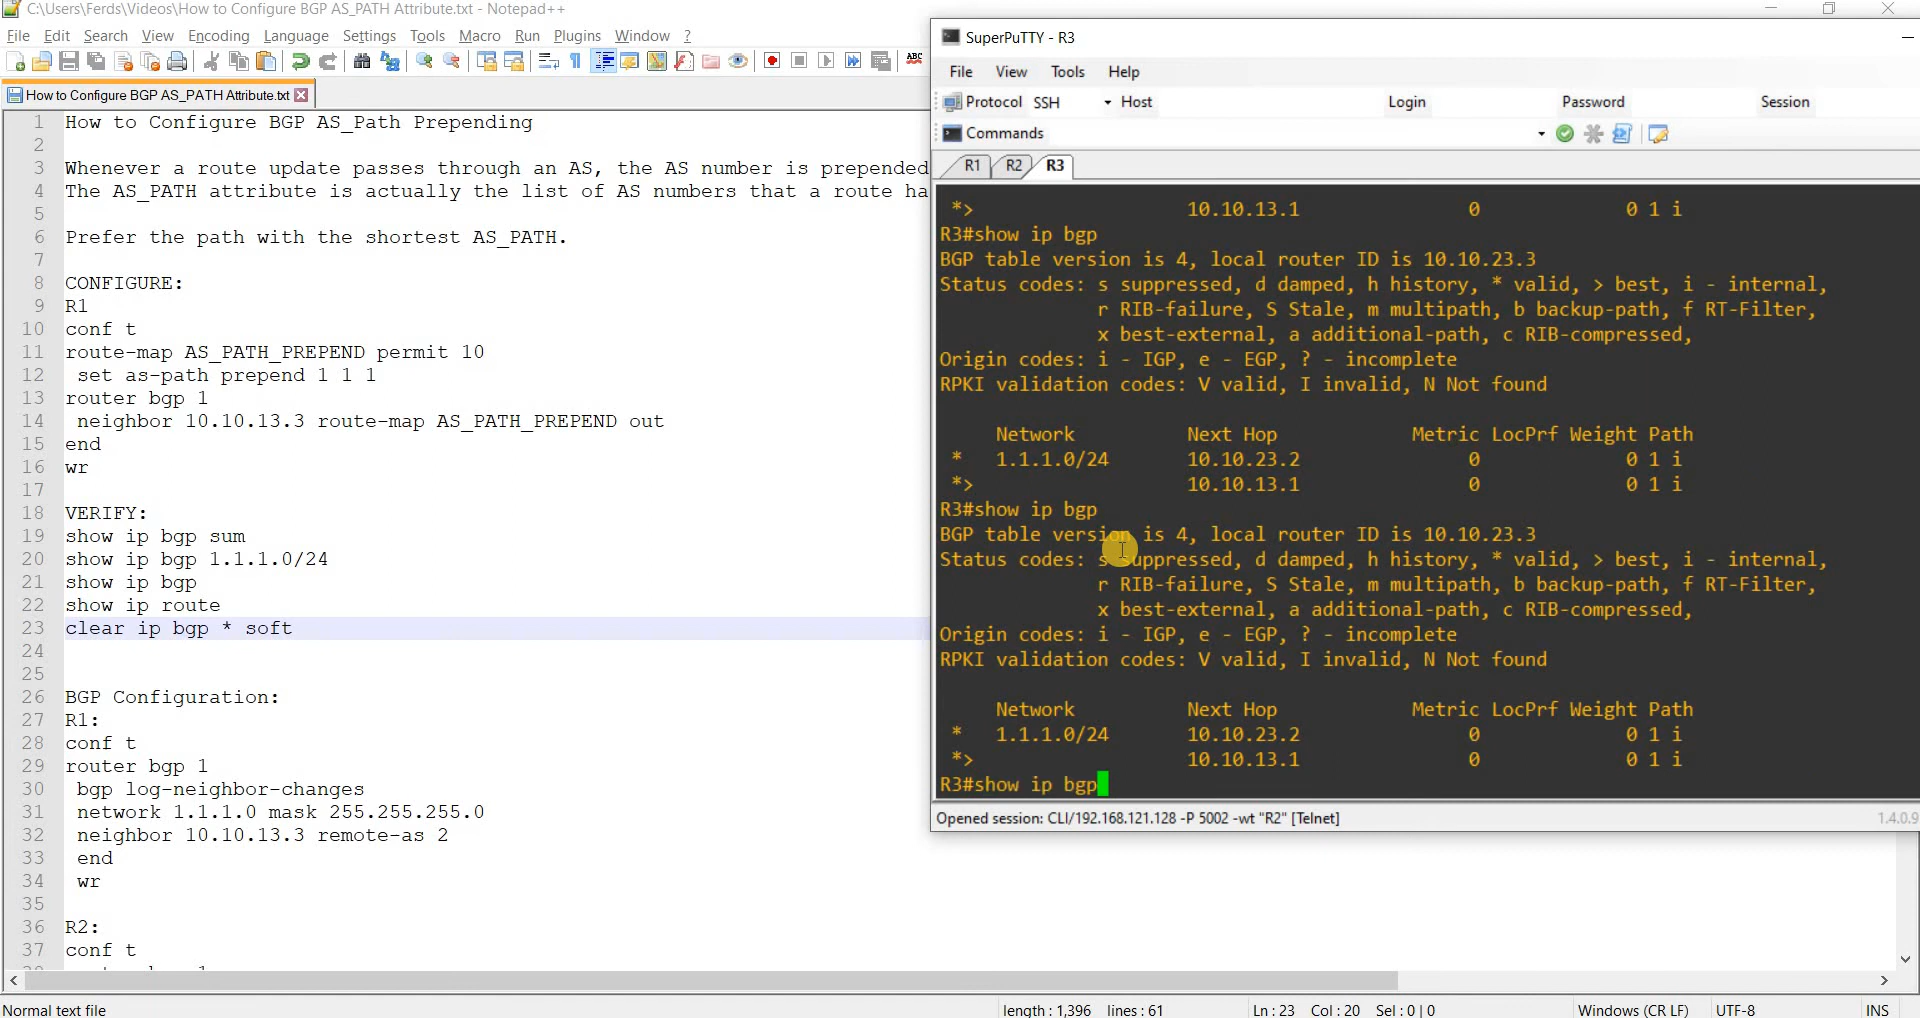 C:\Users\Ferds\Videos\How to Configure BGP AS_PATH Attribute.txt - Notepad++
File Edit Search View Encoding Language Settings Tools Macro Run Plugins Window ?
ABC
How to Configure BGP AS_PATH Attribute.txt
1 How to Configure BGP AS_Path Prepending
2
3 Whenever a route update passes through an AS, the AS number is prepended
4 The AS_PATH attribute is actually the list of AS numbers that a route ha
5
6 Prefer the path with the shortest AS_PATH.
7
8 CONFIGURE:
9 R1
10 conf t
11 route-map AS_PATH_PREPEND permit 10
12 set as-path prepend 1 1 1
13 router bgp 1
14 neighbor 10.10.13.3 route-map AS_PATH_PREPEND out
15 end
16 wr
17
18 VERIFY:
19 show ip bgp sum
20 show ip bgp 1.1.1.0/24
21 show ip bgp
22 show ip route
23 clear ip bgp * soft
24
25
26 BGP Configuration:
27 R1:
28 conf t
29 router bgp 1
30 bgp log-neighbor-changes
31 network 1.1.1.0 mask 255.255.255.0
32 neighbor 10.10.13.3 remote-as 2
33 end
34 wr
35
36 R2:
37 conf t
Normal text file length : 1,396 lines : 61 Ln : 23 Col : 20 Sel : 0 | 0 Windows (CR LF) UTF-8 INS
SuperPuTTY - R3
File View Tools Help
Protocol SSH Host Login Password Session
Commands
R1 R2 R3
*> 10.10.13.1 0 0 1 i
R3#show ip bgp
BGP table version is 4, local router ID is 10.10.23.3
Status codes: s suppressed, d damped, h history, * valid, > best, i - internal,
r RIB-failure, S Stale, m multipath, b backup-path, f RT-Filter,
x best-external, a additional-path, c RIB-compressed,
Origin codes: i - IGP, e - EGP, ? - incomplete
RPKI validation codes: V valid, I invalid, N Not found
Network Next Hop Metric LocPrf Weight Path
* 1.1.1.0/24 10.10.23.2 0 0 1 i
*> 10.10.13.1 0 0 1 i
R3#show ip bgp
BGP table version is 4, local router ID is 10.10.23.3
Status codes: s suppressed, d damped, h history, * valid, > best, i - internal,
r RIB-failure, S Stale, m multipath, b backup-path, f RT-Filter,
x best-external, a additional-path, c RIB-compressed,
Origin codes: i - IGP, e - EGP, ? - incomplete
RPKI validation codes: V valid, I invalid, N Not found
Network Next Hop Metric LocPrf Weight Path
* 1.1.1.0/24 10.10.23.2 0 0 1 i
*> 10.10.13.1 0 0 1 i
R3#show ip bgp
Opened session: CLI/192.168.121.128 -P 5002 -wt "R2" [Telnet] 1.4.0.9